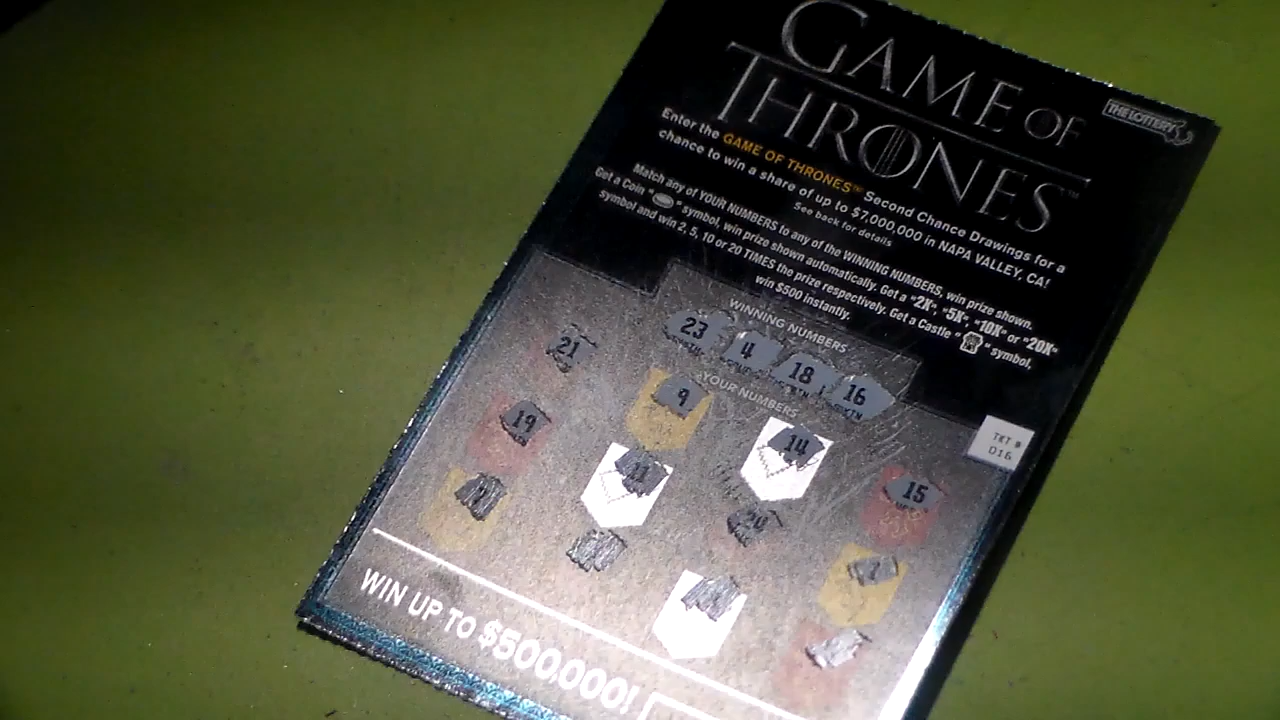 GAME OF
THRONES™
THE LOTTERY
Enter the GAME OF THRONES™ Second Chance Drawings for a
chance to win a share of up to $7,000,000 in NAPA VALLEY, CA!
See back for details
Match any of YOUR NUMBERS to any of the WINNING NUMBERS, win prize shown.
Get a Coin " " symbol, win prize shown automatically. Get a "2X", "5X", "10X" or "20X"
symbol and win 2, 5, 10 or 20 TIMES the prize respectively. Get a Castle " " symbol,
win $500 instantly.
WINNING NUMBERS
23 4 18 16
YOUR NUMBERS
21 9 14 15
19 11 20
TKT #
016
WIN UP TO $500,000!